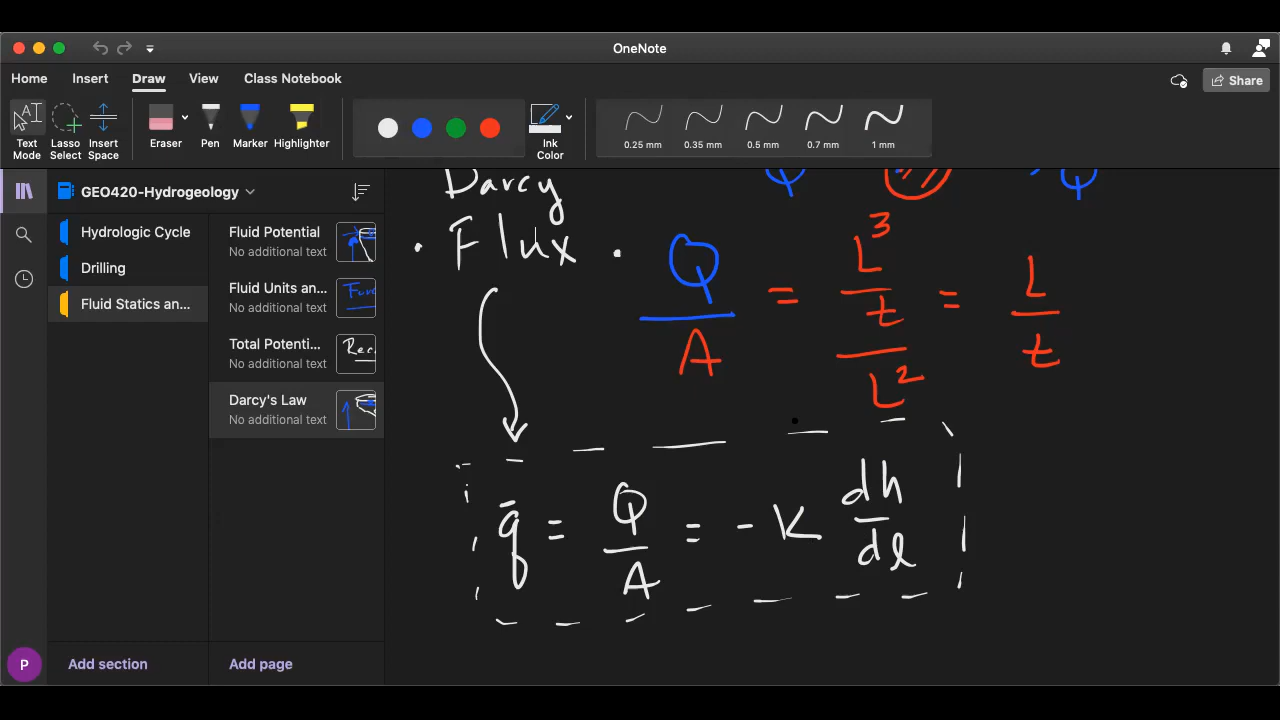 OneNote
Home Insert Draw View Class Notebook
Share
Text Mode
Lasso Select
Insert Space
Eraser
Pen
Marker
Highlighter
Ink Color
0.25 mm 0.35 mm 0.5 mm 0.7 mm 1 mm
GEO420-Hydrogeology
Hydrologic Cycle
Drilling
Fluid Statics an...
Fluid Potential
No additional text
Fluid Units an...
No additional text
Total Potenti...
No additional text
Rec
Darcy's Law
No additional text
P
Add section
Add page
Q Q
Darcy
· Flux ·
Q/A = (L³/t)/L² = L/t
q̄ = Q/A = -K dh/dl